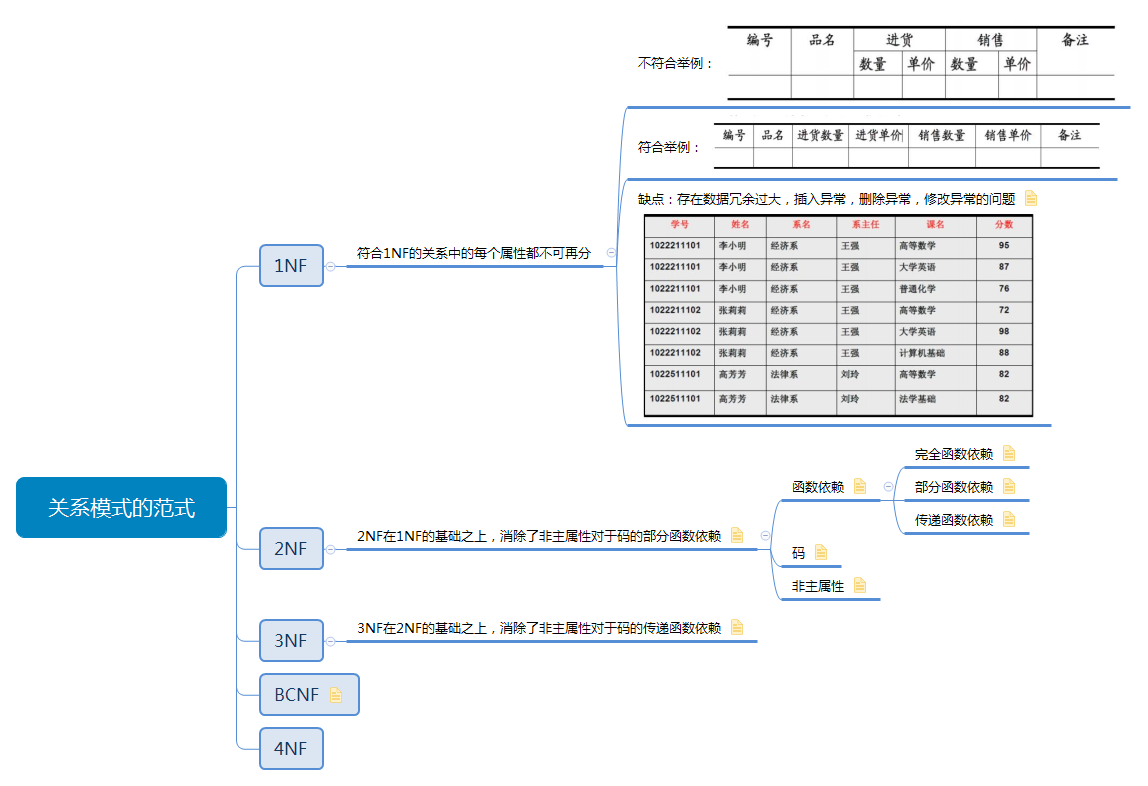 编号 品名 进货 销售 备注
不符合举例：
数量 单价 数量 单价
编号 品名 进货数量 进货单价 销售数量 销售单价 备注
符合举例：
缺点：存在数据冗余过大，插入异常，删除异常，修改异常的问题
学号 姓名 系名 系主任 课名 分数
1022211101 李小明 经济系 王强 高等数学 95
1022211101 李小明 经济系 王强 大学英语 87
1022211101 李小明 经济系 王强 普通化学 76
1022211102 张莉莉 经济系 王强 高等数学 72
1022211102 张莉莉 经济系 王强 大学英语 98
1022211102 张莉莉 经济系 王强 计算机基础 88
1022511101 高芳芳 法律系 刘玲 高等数学 82
1022511101 高芳芳 法律系 刘玲 法学基础 82
1NF
符合1NF的关系中的每个属性都不可再分
关系模式的范式
2NF
2NF在1NF的基础之上，消除了非主属性对于码的部分函数依赖
函数依赖
完全函数依赖
部分函数依赖
传递函数依赖
码
非主属性
3NF
3NF在2NF的基础之上，消除了非主属性对于码的传递函数依赖
BCNF
4NF